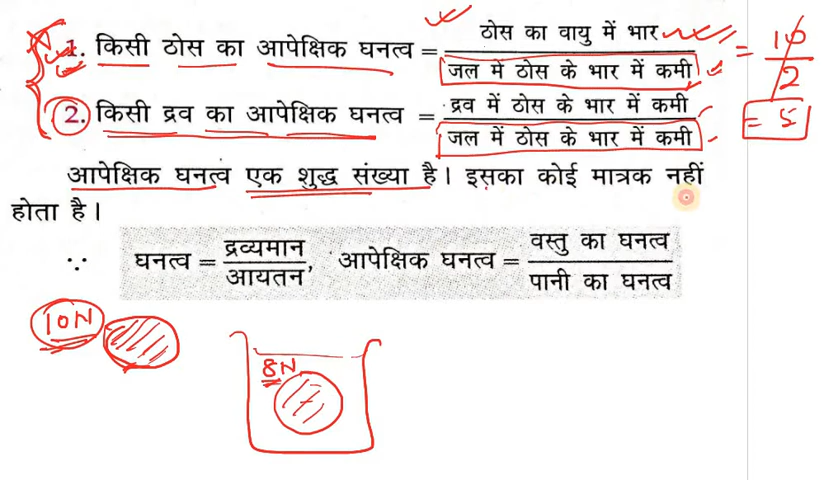 1. किसी ठोस का आपेक्षिक घनत्व = ठोस का वायु में भार / जल में ठोस के भार में कमी = 10 / 2
2. किसी द्रव का आपेक्षिक घनत्व = द्रव में ठोस के भार में कमी / जल में ठोस के भार में कमी = 5
आपेक्षिक घनत्व एक शुद्ध संख्या है। इसका कोई मात्रक नहीं
होता है।
∵ घनत्व = द्रव्यमान / आयतन, आपेक्षिक घनत्व = वस्तु का घनत्व / पानी का घनत्व
10N
8N